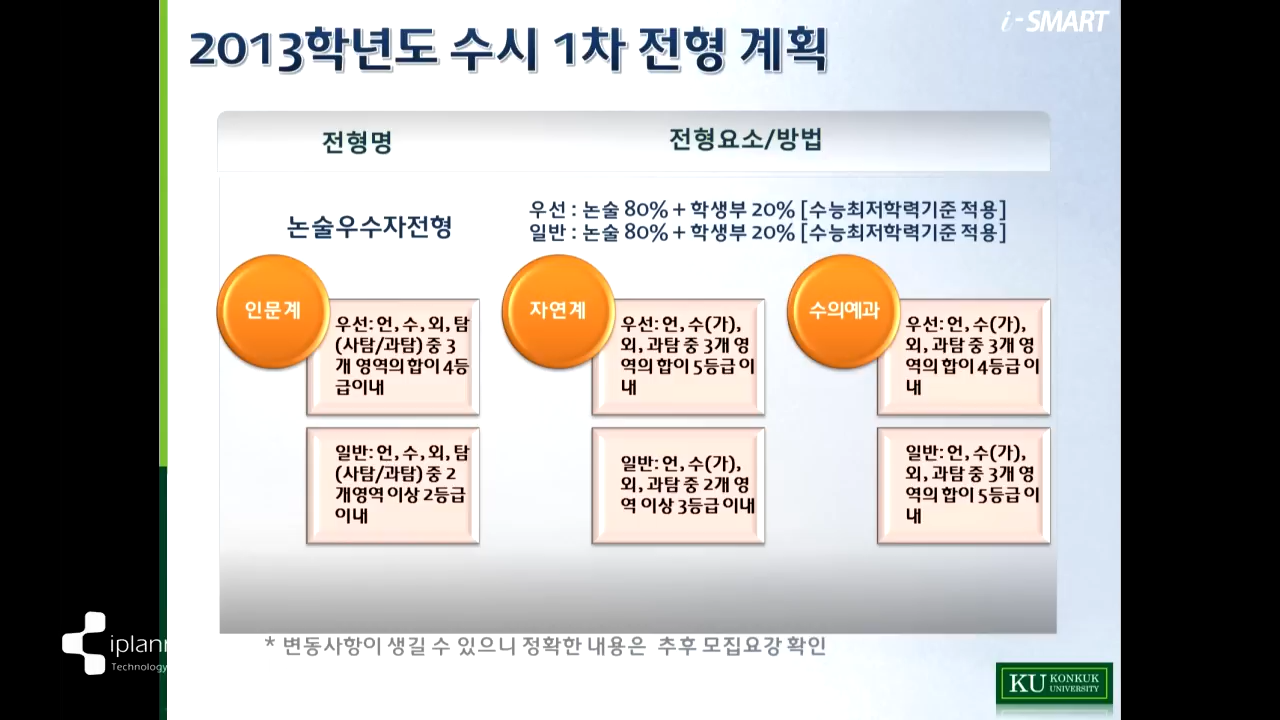 i-SMART
2013학년도 수시 1차 전형 계획
전형명
전형요소/방법
논술우수자전형
우선 : 논술 80% + 학생부 20% [수능최저학력기준 적용]
일반 : 논술 80% + 학생부 20% [수능최저학력기준 적용]
인문계
우선: 언, 수, 외, 탐
(사탐/과탐) 중 3
개 영역의 합이 4등
급이내
일반: 언, 수, 외, 탐
(사탐/과탐) 중 2
개영역 이상 2등급
이내
자연계
우선: 언, 수(가),
외, 과탐 중 3개 영
역의 합이 5등급 이
내
일반: 언, 수(가),
외, 과탐 중 2개 영
역 이상 3등급 이내
수의예과
우선: 언, 수(가),
외, 과탐 중 3개 영
역의 합이 4등급 이
내
일반: 언, 수(가),
외, 과탐 중 3개 영
역의 합이 5등급 이
내
* 변동사항이 생길 수 있으니 정확한 내용은 추후 모집요강 확인
iplann
Technology
KU KONKUK
UNIVERSITY